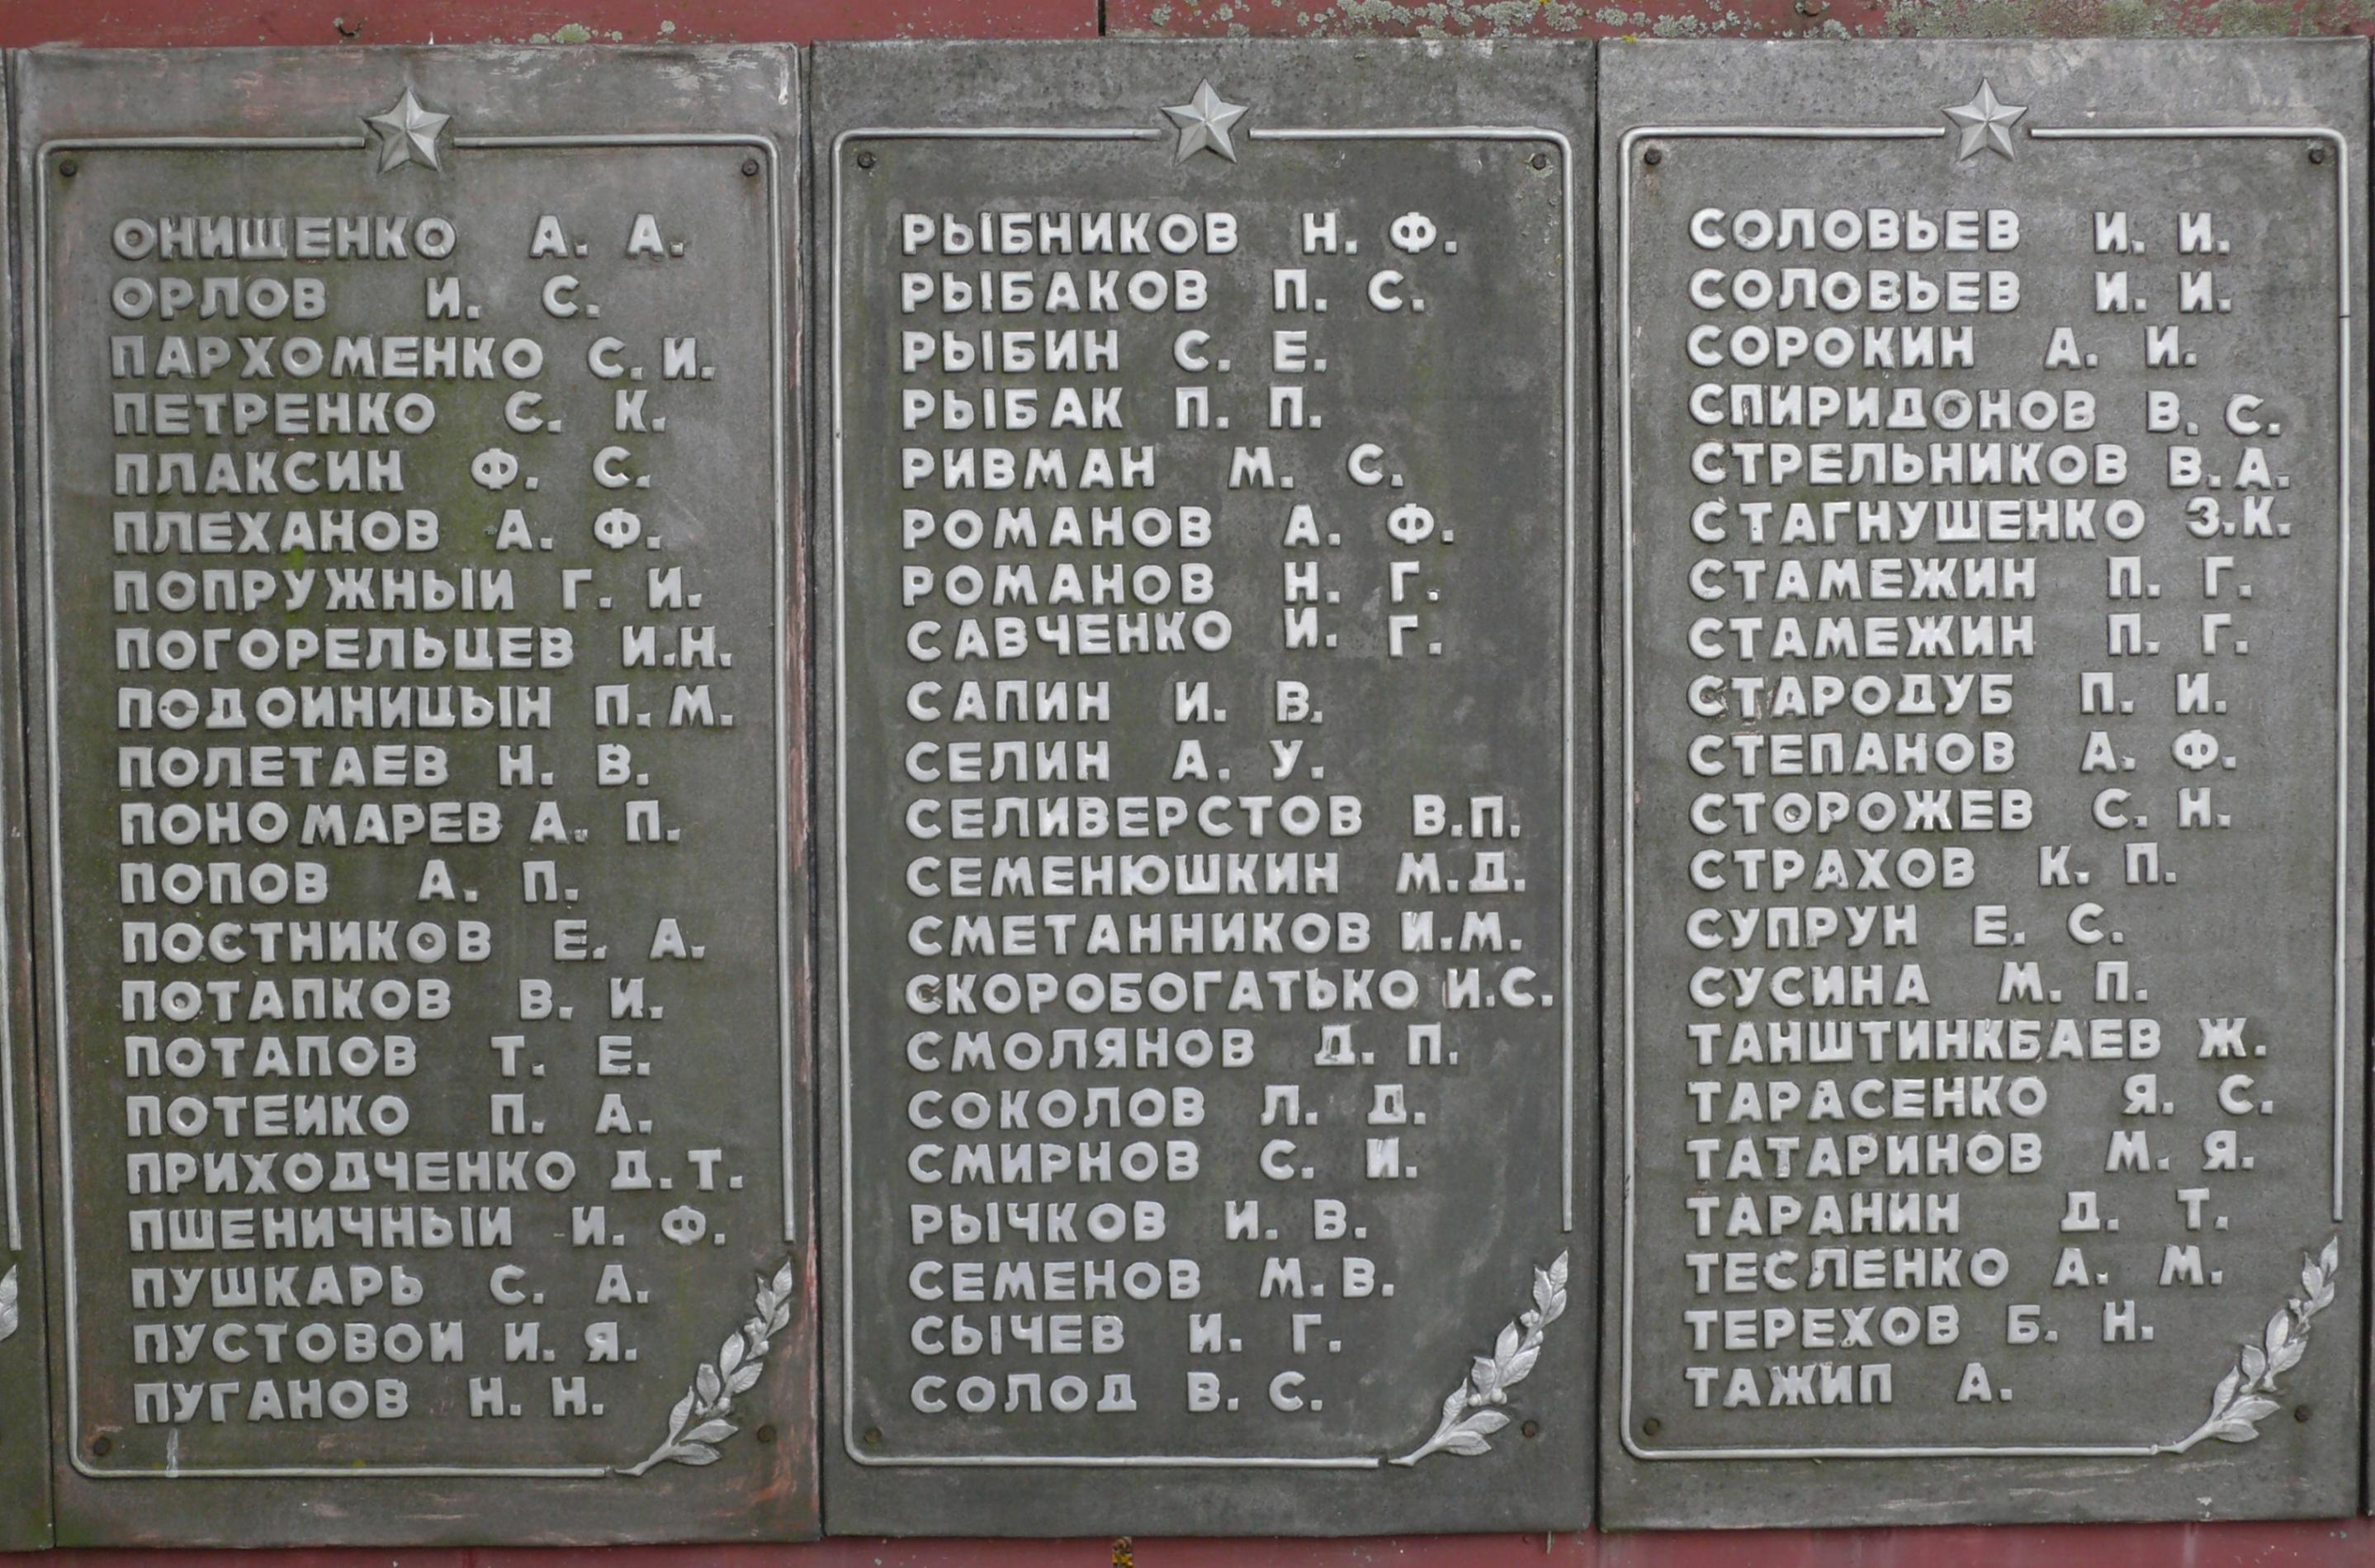 ОНИЩЕНКО А. А.
ОРЛОВ И. С.
ПАРХОМЕНКО С. И.
ПЕТРЕНКО С. К.
ПЛАКСИН Ф. С.
ПЛЕХАНОВ А. Ф.
ПОПРУЖНЫИ Г. И.
ПОГОРЕЛЬЦЕВ И.Н.
ПОДОИНИЦЫН П. М.
ПОЛЕТАЕВ Н. В.
ПОНОМАРЕВ А. П.
ПОПОВ А. П.
ПОСТНИКОВ Е. А.
ПОТАПКОВ В. И.
ПОТАПОВ Т. Е.
ПОТЕИКО П. А.
ПРИХОДЧЕНКО Д. Т.
ПШЕНИЧНЫИ И. Ф.
ПУШКАРЬ С. А.
ПУСТОВОИ И. Я.
ПУГАНОВ Н. Н.
РЫБНИКОВ Н. Ф.
РЫБАКОВ П. С.
РЫБИН С. Е.
РЫБАК П. П.
РИВМАН М. С.
РОМАНОВ А. Ф.
РОМАНОВ Н. Г.
САВЧЕНКО И. Г.
САПИН И. В.
СЕЛИН А. У.
СЕЛИВЕРСТОВ В.П.
СЕМЕНЮШКИН М.Д.
СМЕТАННИКОВ И.М.
СКОРОБОГАТЬКО И.С.
СМОЛЯНОВ Д. П.
СОКОЛОВ Л. Д.
СМИРНОВ С. И.
РЫЧКОВ И. В.
СЕМЕНОВ М. В.
СЫЧЕВ И. Г.
СОЛОД В. С.
СОЛОВЬЕВ И. И.
СОЛОВЬЕВ И. И.
СОРОКИН А. И.
СПИРИДОНОВ В. С.
СТРЕЛЬНИКОВ В.А.
СТАГНУШЕНКО З.К.
СТАМЕЖИН П. Г.
СТАМЕЖИН П. Г.
СТАРОДУБ П. И.
СТЕПАНОВ А. Ф.
СТОРОЖЕВ С. Н.
СТРАХОВ К. П.
СУПРУН Е. С.
СУСИНА М. П.
ТАНШТИНКБАЕВ Ж.
ТАРАСЕНКО Я. С.
ТАТАРИНОВ М. Я.
ТАРАНИН Д. Т.
ТЕСЛЕНКО А. М.
ТЕРЕХОВ Б. Н.
ТАЖИП А.